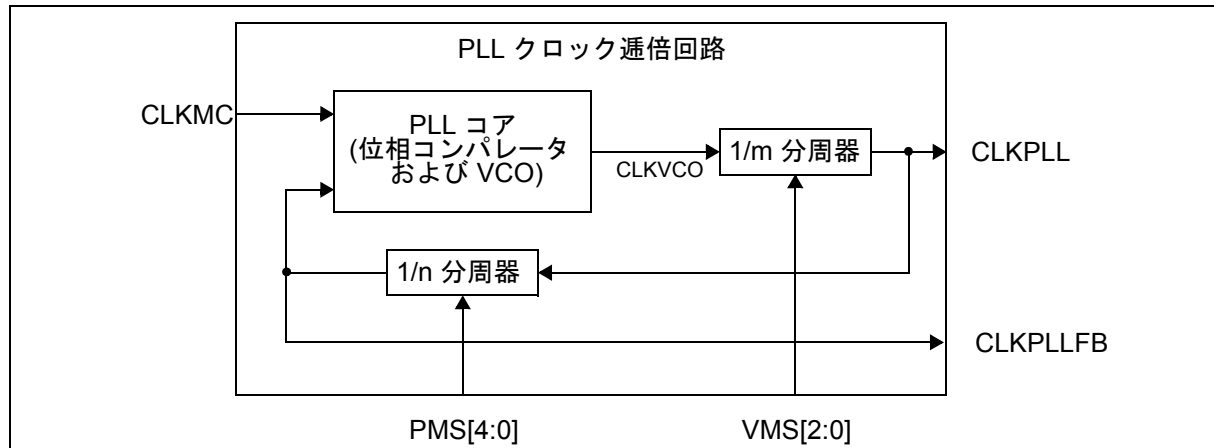 PLL クロック逓倍回路
CLKMC
PLL コア
(位相コンパレータ
および VCO)
CLKVCO
1/m 分周器
CLKPLL
1/n 分周器
CLKPLLFB
PMS[4:0]
VMS[2:0]